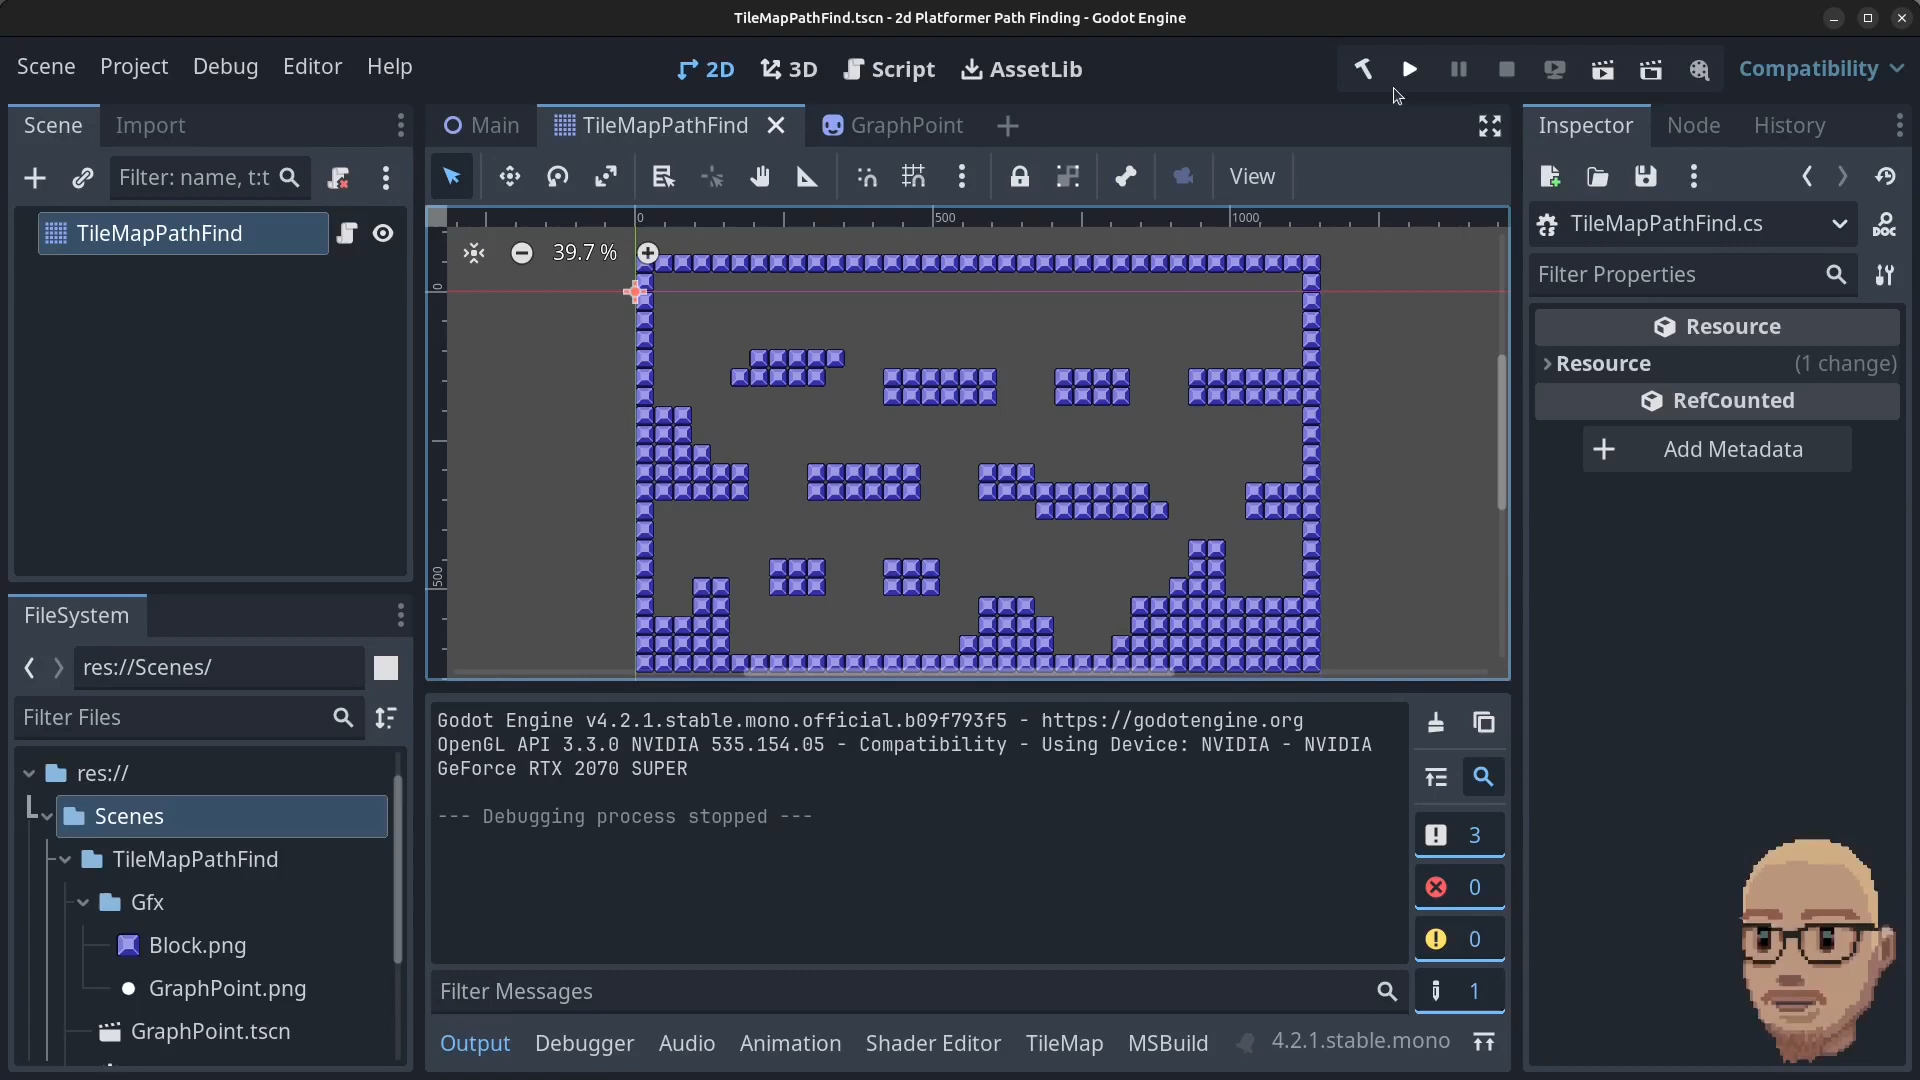 TileMapPathFind.tscn - 2d Platformer Path Finding - Godot Engine
Scene Project Debug Editor Help
2D 3D Script AssetLib
Compatibility
Scene Import
Filter: name, t:t
TileMapPathFind
Main TileMapPathFind GraphPoint
View
0 500 1000
0
500
39.7 %
Inspector Node History
TileMapPathFind.cs
DOC
Filter Properties
Resource
Resource (1 change)
RefCounted
Add Metadata
FileSystem
res://Scenes/
Filter Files
res://
Scenes
TileMapPathFind
Gfx
Block.png
GraphPoint.png
GraphPoint.tscn
Godot Engine v4.2.1.stable.mono.official.b09f793f5 - https://godotengine.org
OpenGL API 3.3.0 NVIDIA 535.154.05 - Compatibility - Using Device: NVIDIA - NVIDIA
GeForce RTX 2070 SUPER
--- Debugging process stopped ---
3
0
0
1
Filter Messages
Output Debugger Audio Animation Shader Editor TileMap MSBuild 4.2.1.stable.mono